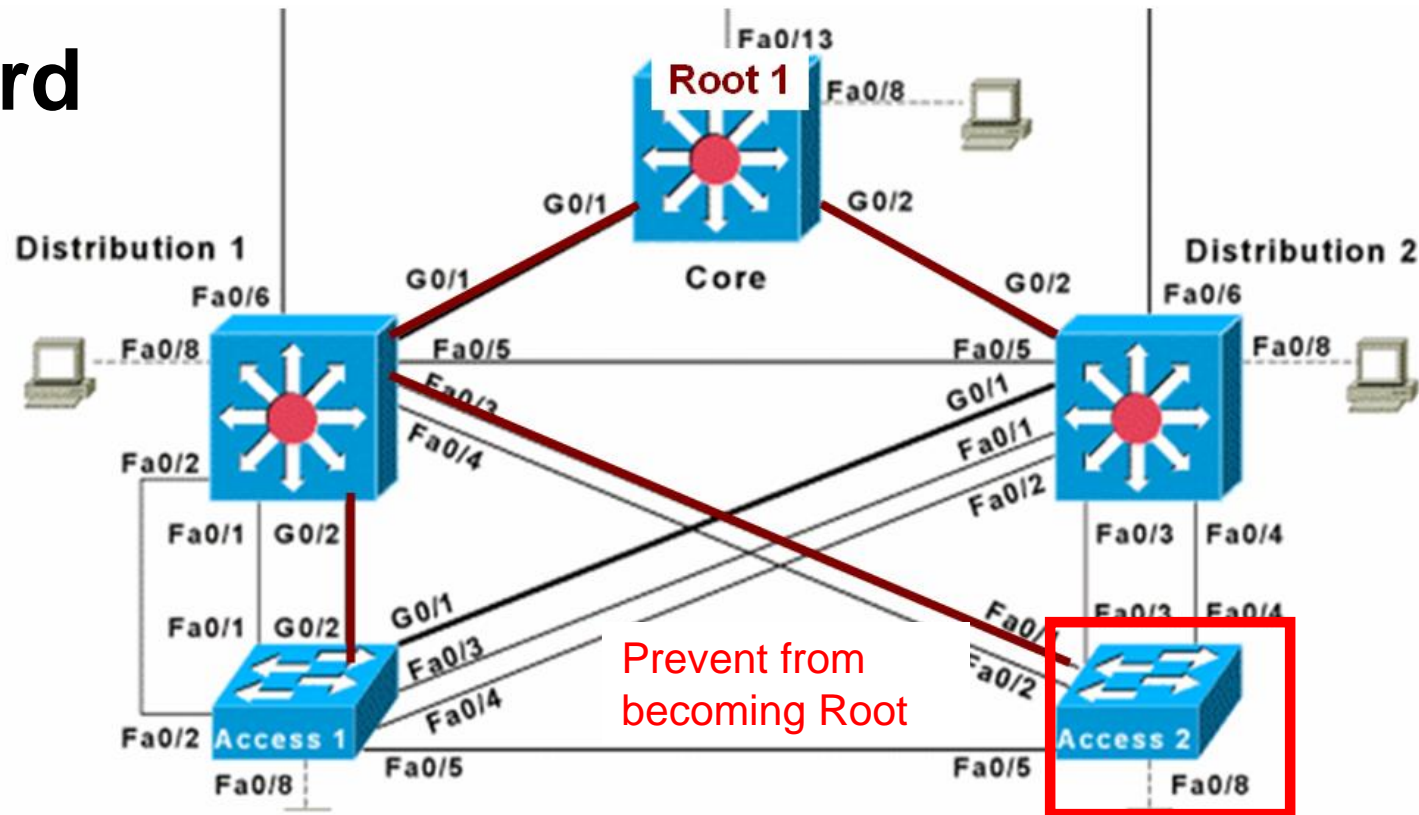 rd
Fa0/13
Root 1
Fa0/8
G0/1
G0/2
Distribution 1
Distribution 2
Core
G0/1
G0/2
Fa0/6
Fa0/6
Fa0/8
Fa0/5
Fa0/5
Fa0/8
Fa0/3
G0/1
Fa0/4
Fa0/1
Fa0/2
Fa0/2
Fa0/1
G0/2
Fa0/3
Fa0/4
G0/1
Fa0/1
G0/2
Fa0/3
Fa0/4
Fa0/3
Prevent from
becoming Root
Fa0/2
Fa0/4
Fa0/2
Access 1
Access 2
Fa0/5
Fa0/5
Fa0/8
Fa0/8